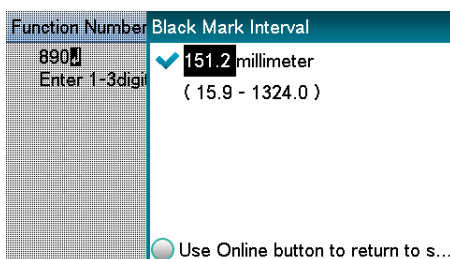 Function Number
890
Enter 1-3digi
Black Mark Interval
151.2 millimeter
( 15.9 - 1324.0 )
Use Online button to return to s...